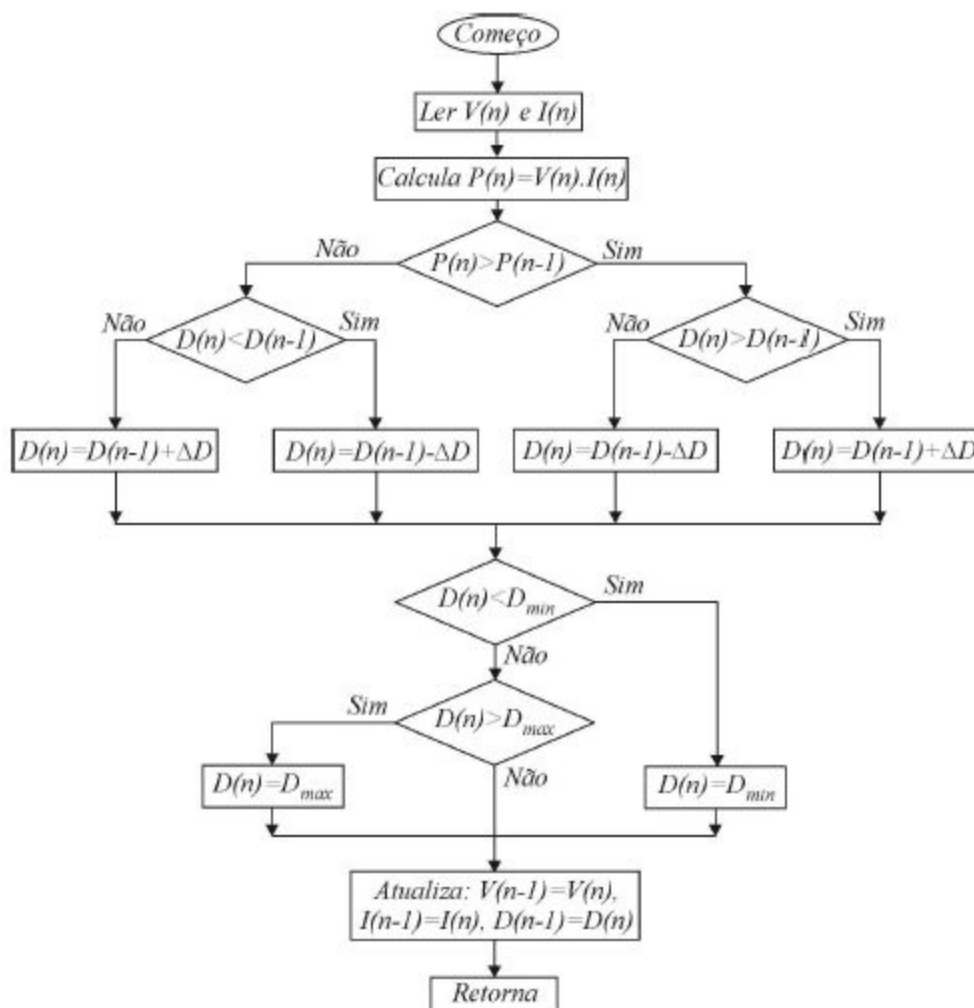 Começo
Ler V(n) e I(n)
Calcula P(n)=V(n).I(n)
P(n)>P(n-1)
Não
Sim
D(n)<D(n-1)
Não
Sim
D(n)>D(n-1)
Não
Sim
D(n)=D(n-1)+ΔD
D(n)=D(n-1)-ΔD
D(n)=D(n-1)-ΔD
D(n)=D(n-1)+ΔD
D(n)<Dmin
Sim
Não
D(n)>Dmax
Sim
Não
D(n)=Dmax
D(n)=Dmin
Atualiza: V(n-1)=V(n),
I(n-1)=I(n), D(n-1)=D(n)
Retorna